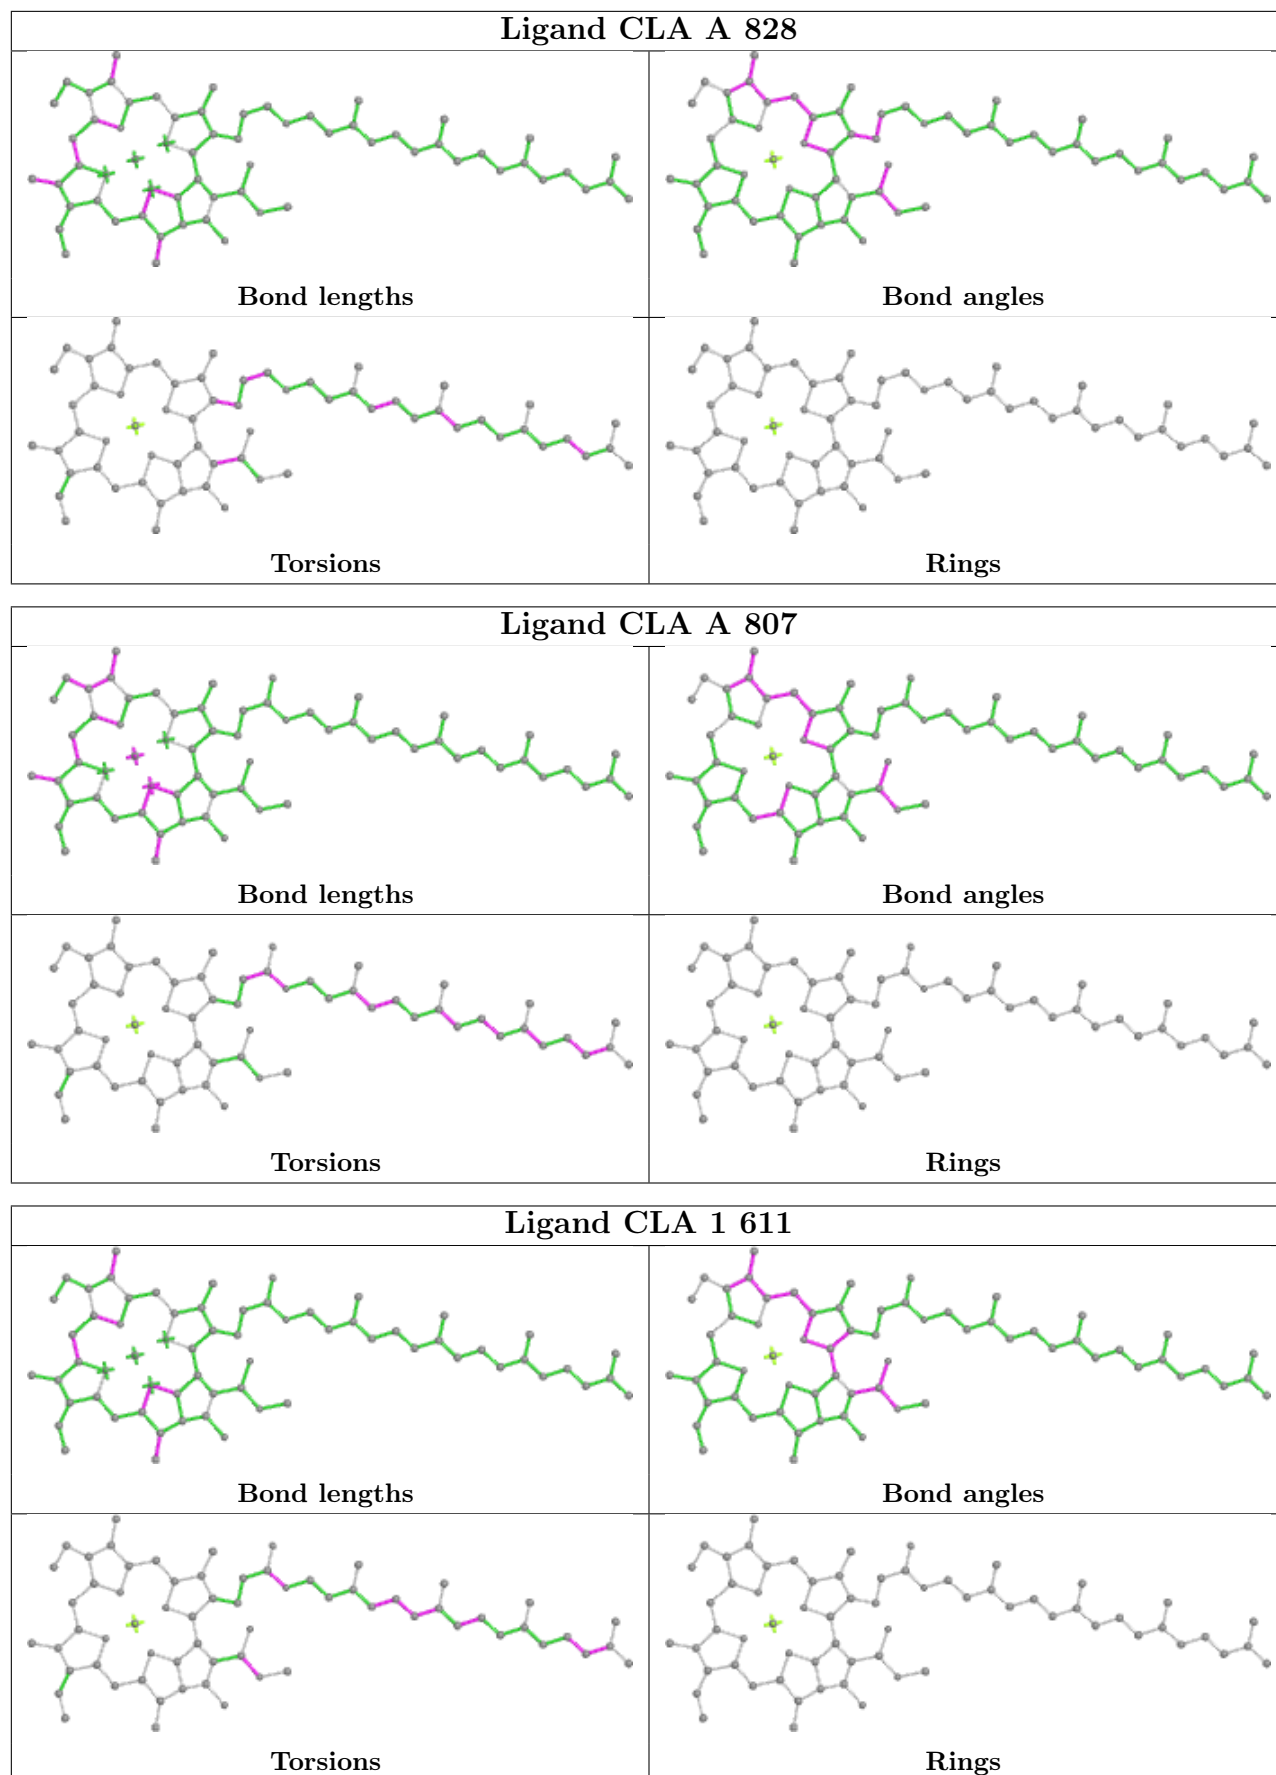 Ligand CLA A 828
Bond lengths
Bond angles
Torsions
Rings
Ligand CLA A 807
Bond lengths
Bond angles
Torsions
Rings
Ligand CLA 1 611
Bond lengths
Bond angles
Torsions
Rings